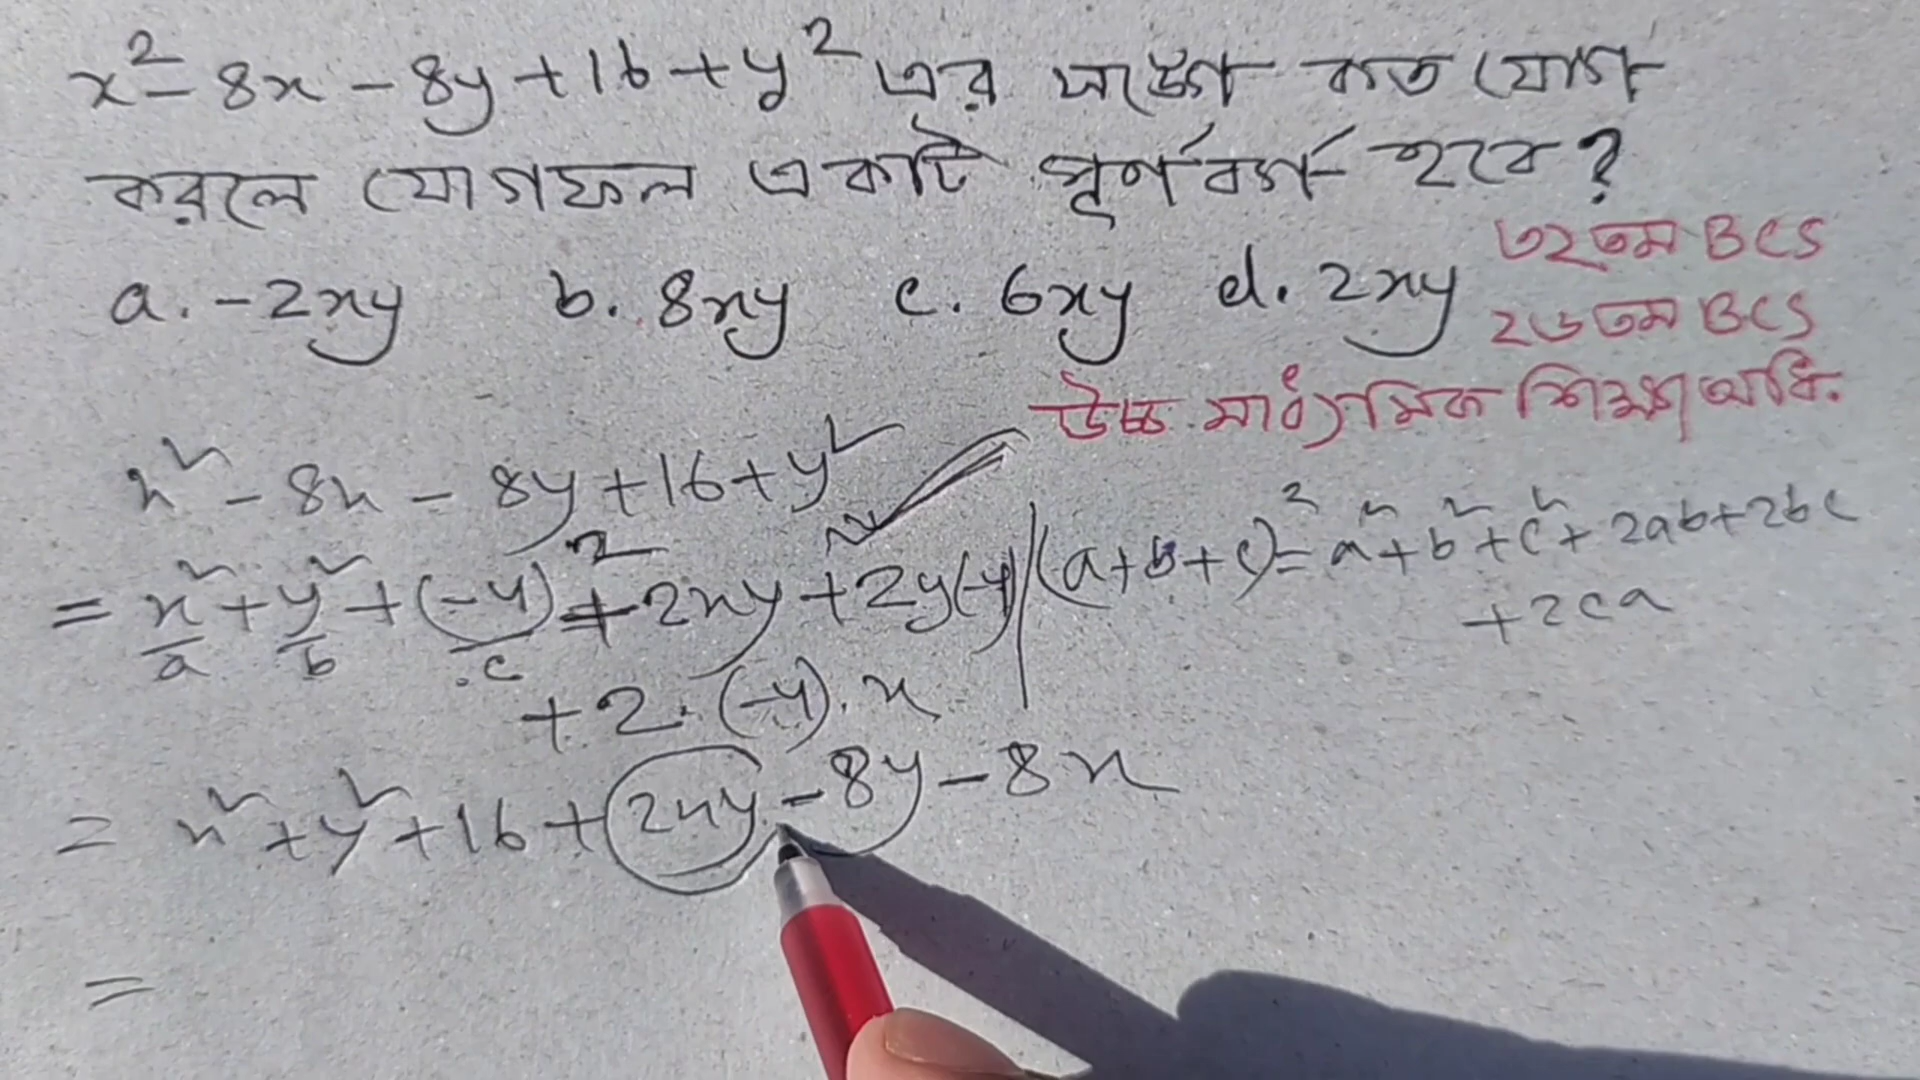 x² - 8x - 8y + 16 + y² এর সঙ্গে কত যোগ
করলে যোগফল একটি পূর্ণবর্গ হবে?
a. -2xy b. 8xy c. 6xy d. 2xy
৩২তম BCS
২৬তম BCS
উচ্চ মাধ্যমিক শিক্ষা অধি.
x² - 8x - 8y + 16 + y²
= x² + y² + (-4)² + 2xy + 2y(-4)
a b c
+ 2. (-4). x
(a+b+c)² = a² + b² + c² + 2ab + 2bc
+ 2ca
= x² + y² + 16 + 2xy - 8y - 8x
=